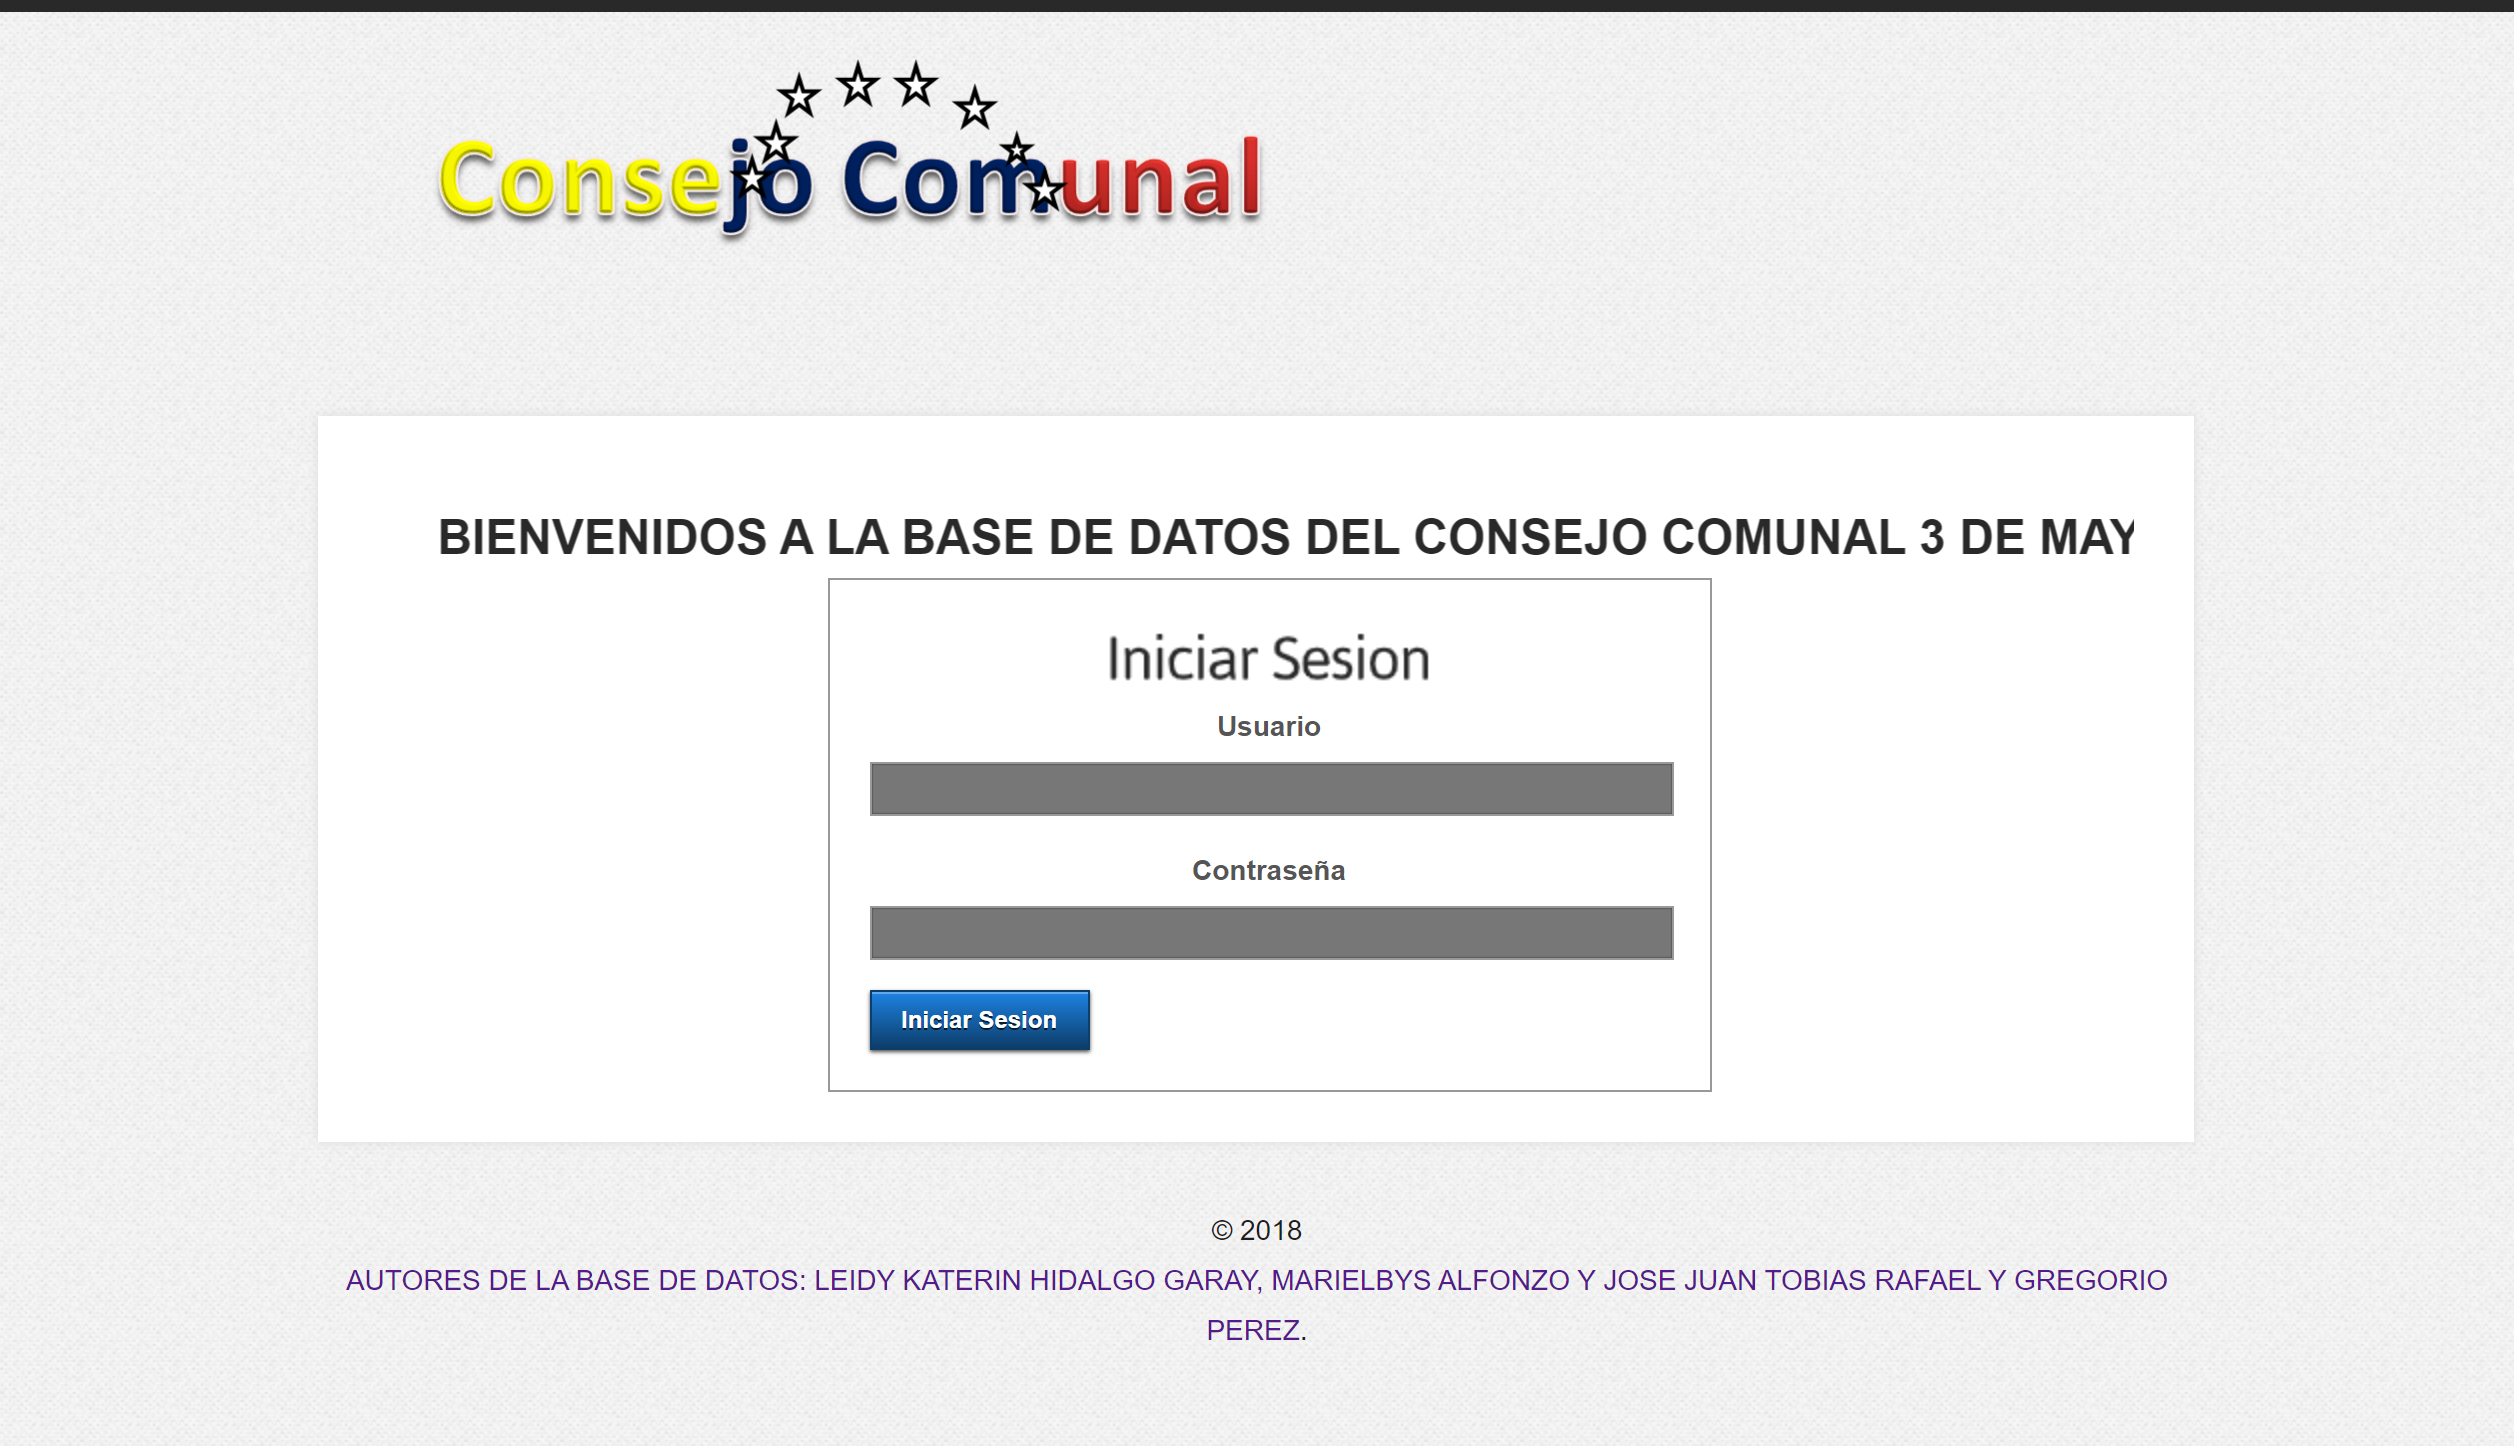 Consejo Comunal
BIENVENIDOS A LA BASE DE DATOS DEL CONSEJO COMUNAL 3 DE MAY
Iniciar Sesion
Usuario
Contraseña
Iniciar Sesion
© 2018
AUTORES DE LA BASE DE DATOS: LEIDY KATERIN HIDALGO GARAY, MARIELBYS ALFONZO Y JOSE JUAN TOBIAS RAFAEL Y GREGORIO
PEREZ.